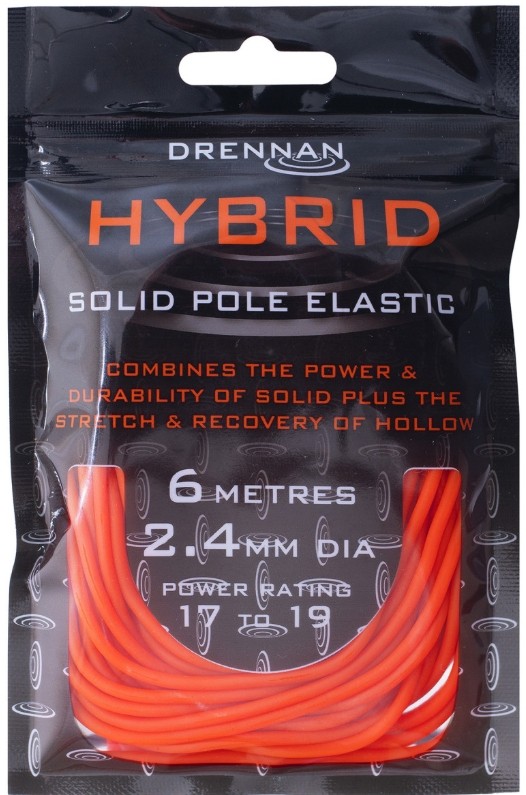 DRENNAN
HYBRID
SOLID POLE ELASTIC
COMBINES THE POWER &
DURABILITY OF SOLID PLUS THE
STRETCH & RECOVERY OF HOLLOW
6 METRES
2.4MM DIA
POWER RATING
17 TO 19